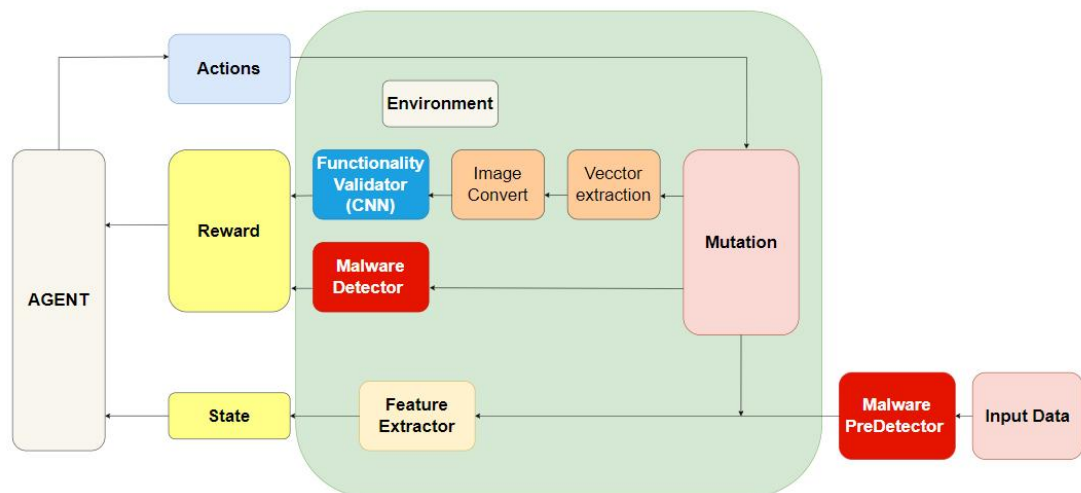 Actions
Environment
Functionality
Validator
(CNN)
Image
Convert
Vecctor
extraction
Reward
Mutation
Malware
Detector
AGENT
State
Feature
Extractor
Malware
PreDetector
Input Data